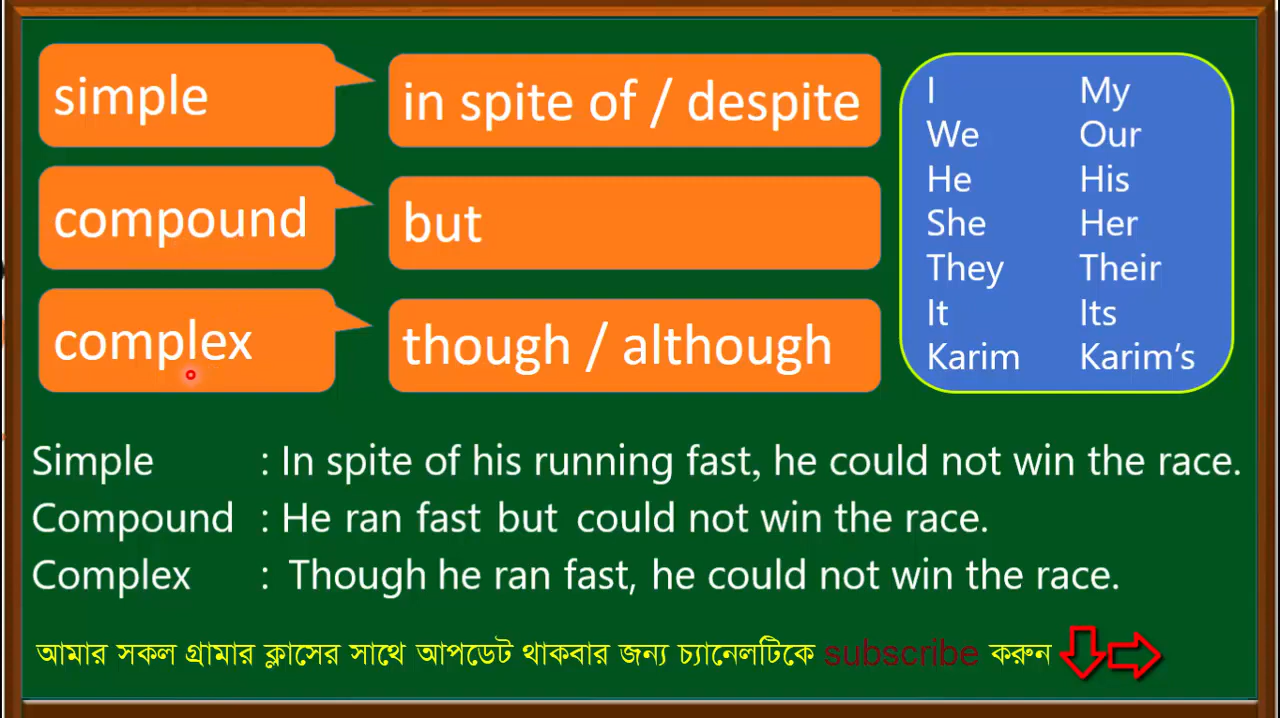 simple
in spite of / despite
compound
but
complex
though / although
I My
We Our
He His
She Her
They Their
It Its
Karim Karim's
Simple : In spite of his running fast, he could not win the race.
Compound : He ran fast but could not win the race.
Complex : Though he ran fast, he could not win the race.
আমার সকল গ্রামার ক্লাসের সাথে আপডেট থাকবার জন্য চ্যানেলটিকে subscribe করুন